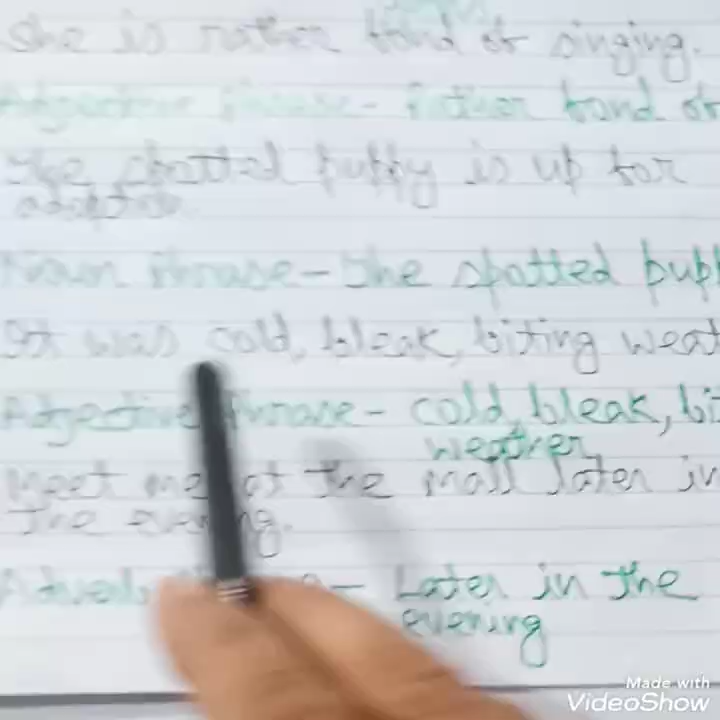 She is rather fond of singing.
Adjective Phrase - Rather fond of
The spotted puppy is up for
adoption.
Noun Phrase - The spotted pupp
It was cold, bleak, biting weat
Adjective Phrase - cold, bleak, bi
weather
Meet me at the mall later in
the evening.
Later in the
evening
Made with
VideoShow